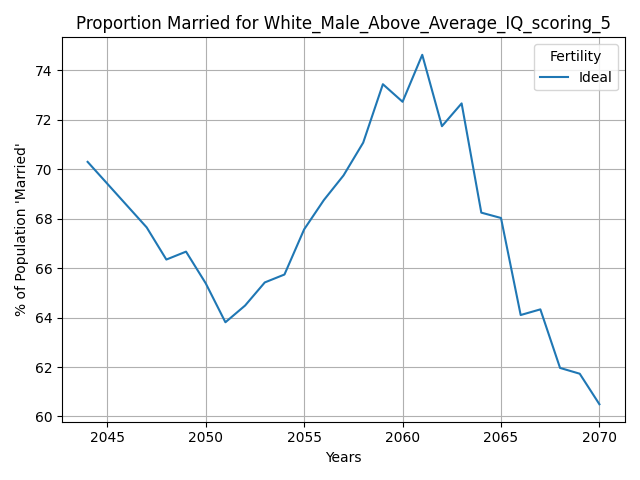 Proportion Married for White_Male_Above_Average_IQ_scoring_5
Fertility
Ideal
% of Population 'Married'
74
72
70
68
66
64
62
60
2045 2050 2055 2060 2065 2070
Years